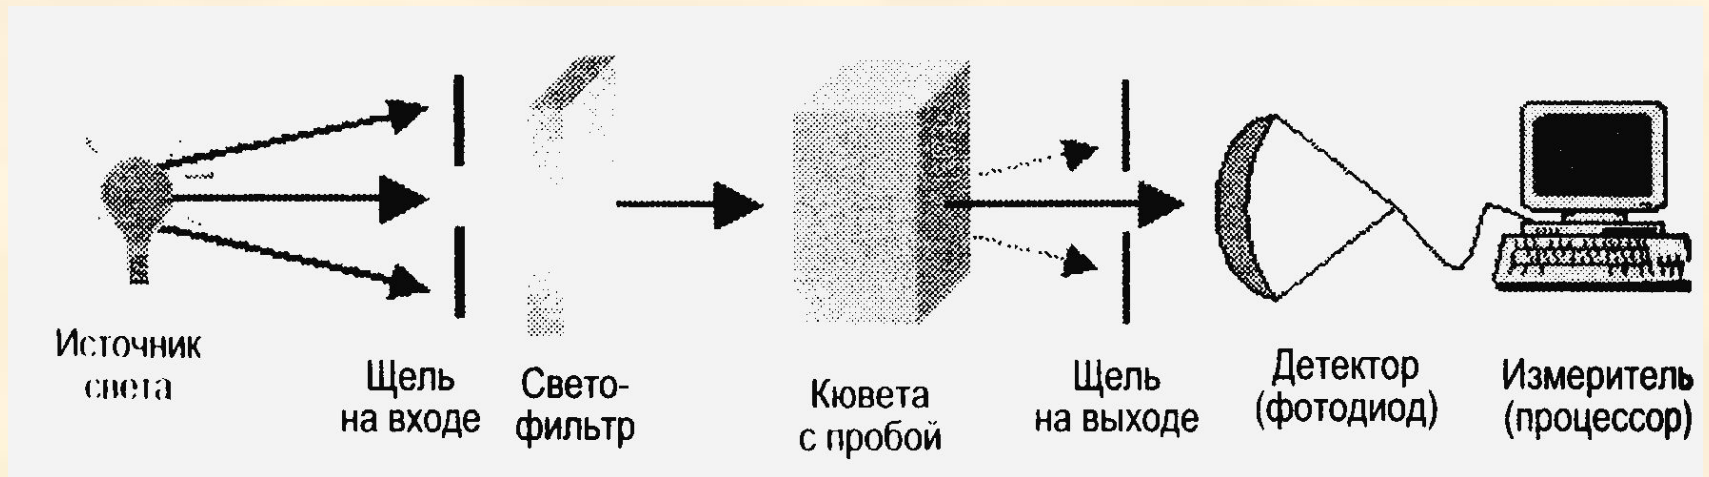 Источник
света
Щель
на входе
Свето-
фильтр
Кювета
с пробой
Щель
на выходе
Детектор
(фотодиод)
Измеритель
(процессор)